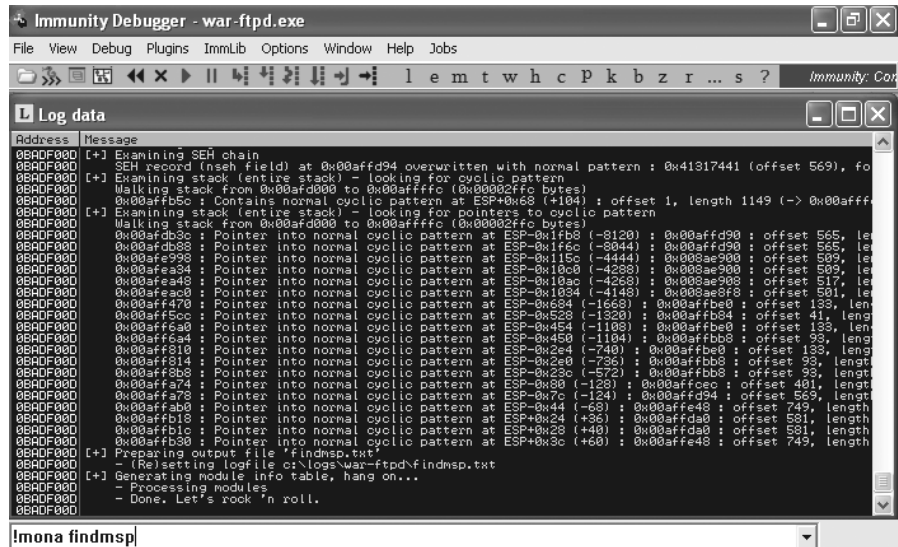 Immunity Debugger - war-ftpd.exe
File View Debug Plugins ImmLib Options Window Help Jobs
l e m t w h c P k b z r ... s ? Immunity: Con
L Log data
Address Message
0BADF00D [+] Examining SEH chain
0BADF00D SEH record (nseh field) at 0x00affd94 overwritten with normal pattern : 0x41317441 (offset 569), fo
0BADF00D [+] Examining stack (entire stack) - looking for cyclic pattern
0BADF00D Walking stack from 0x00afd000 to 0x00affffc (0x00002ffc bytes)
0BADF00D 0x00affb5c : Contains normal cyclic pattern at ESP+0x68 (+104) : offset 1, length 1149 (-> 0x00afff
0BADF00D [+] Examining stack (entire stack) - looking for pointers to cyclic pattern
0BADF00D Walking stack from 0x00afd000 to 0x00affffc (0x00002ffc bytes)
0BADF00D 0x00afdb3c : Pointer into normal cyclic pattern at ESP-0x1fb8 (-8120) : 0x00affd90 : offset 565, le
0BADF00D 0x00afdb88 : Pointer into normal cyclic pattern at ESP-0x1f6c (-8044) : 0x00affd90 : offset 565, le
0BADF00D 0x00afe998 : Pointer into normal cyclic pattern at ESP-0x115c (-4444) : 0x008ae900 : offset 509, le
0BADF00D 0x00afea34 : Pointer into normal cyclic pattern at ESP-0x10c0 (-4288) : 0x008ae900 : offset 509, le
0BADF00D 0x00afea48 : Pointer into normal cyclic pattern at ESP-0x10ac (-4268) : 0x008ae908 : offset 517, le
0BADF00D 0x00afeac0 : Pointer into normal cyclic pattern at ESP-0x1034 (-4148) : 0x008ae8f8 : offset 501, le
0BADF00D 0x00aff470 : Pointer into normal cyclic pattern at ESP-0x684 (-1668) : 0x00affbe0 : offset 133, len
0BADF00D 0x00aff5cc : Pointer into normal cyclic pattern at ESP-0x528 (-1320) : 0x00affb84 : offset 41, leng
0BADF00D 0x00aff6a0 : Pointer into normal cyclic pattern at ESP-0x454 (-1108) : 0x00affbe0 : offset 133, len
0BADF00D 0x00aff6a4 : Pointer into normal cyclic pattern at ESP-0x450 (-1104) : 0x00affbb8 : offset 93, leng
0BADF00D 0x00aff810 : Pointer into normal cyclic pattern at ESP-0x2e4 (-740) : 0x00affbe0 : offset 133, leng
0BADF00D 0x00aff814 : Pointer into normal cyclic pattern at ESP-0x2e0 (-736) : 0x00affbb8 : offset 93, lengt
0BADF00D 0x00aff8b8 : Pointer into normal cyclic pattern at ESP-0x23c (-572) : 0x00affbb8 : offset 93, lengt
0BADF00D 0x00affa74 : Pointer into normal cyclic pattern at ESP-0x80 (-128) : 0x00affcec : offset 401, lengt
0BADF00D 0x00affa78 : Pointer into normal cyclic pattern at ESP-0x7c (-124) : 0x00affd94 : offset 569, lengt
0BADF00D 0x00affab0 : Pointer into normal cyclic pattern at ESP-0x44 (-68) : 0x00affe48 : offset 749, length
0BADF00D 0x00affb18 : Pointer into normal cyclic pattern at ESP+0x24 (+36) : 0x00affda0 : offset 581, length
0BADF00D 0x00affb1c : Pointer into normal cyclic pattern at ESP+0x28 (+40) : 0x00affda0 : offset 581, length
0BADF00D 0x00affb30 : Pointer into normal cyclic pattern at ESP+0x3c (+60) : 0x00affe48 : offset 749, length
0BADF00D [+] Preparing output file 'findmsp.txt'
0BADF00D - (Re)setting logfile c:\logs\war-ftpd\findmsp.txt
0BADF00D [+] Generating module info table, hang on...
0BADF00D - Processing modules
0BADF00D - Done. Let's rock 'n roll.
0BADF00D
!mona findmsp